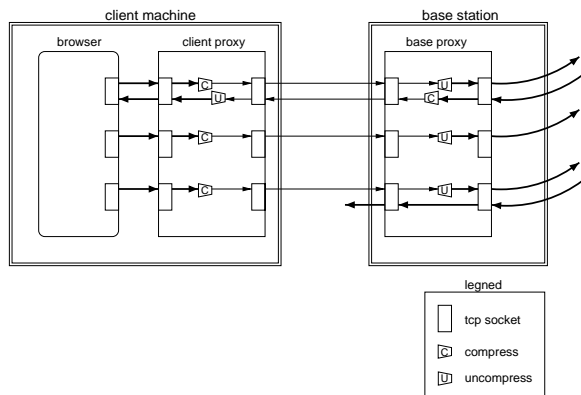 client machine
base station
browser
client proxy
base proxy
C
U
U
C
C
U
C
U
legned
tcp socket
C compress
U uncompress